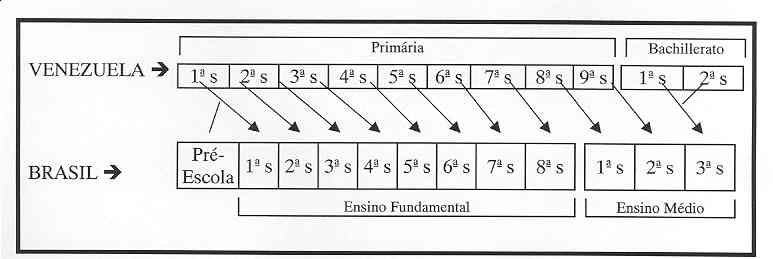 Primária Bachillerato
VENEZUELA ➔ 1ª s 2ª s 3ª s 4ª s 5ª s 6ª s 7ª s 8ª s 9ª s 1ª s 2ª s
Pré-
BRASIL ➔ Escola 1ª s 2ª s 3ª s 4ª s 5ª s 6ª s 7ª s 8ª s 1ª s 2ª s 3ª s
Ensino Fundamental Ensino Médio